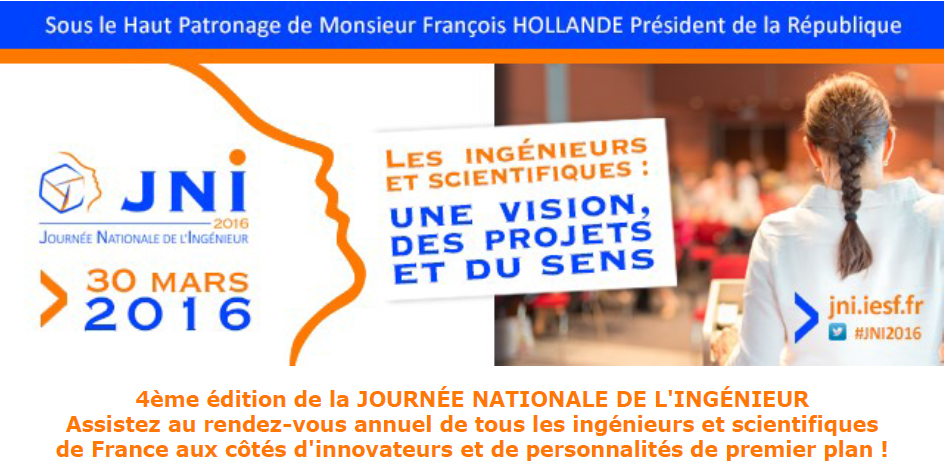 Sous le Haut Patronage de Monsieur François HOLLANDE Président de la République
JNi
2016
JOURNÉE NATIONALE DE L'INGÉNIEUR
30 MARS
2016
LES INGÉNIEURS
ET SCIENTIFIQUES :
UNE VISION,
DES PROJETS
ET DU SENS
jni.iesf.fr
#JNI2016
4ème édition de la JOURNÉE NATIONALE DE L'INGÉNIEUR
Assistez au rendez-vous annuel de tous les ingénieurs et scientifiques
de France aux côtés d'innovateurs et de personnalités de premier plan !